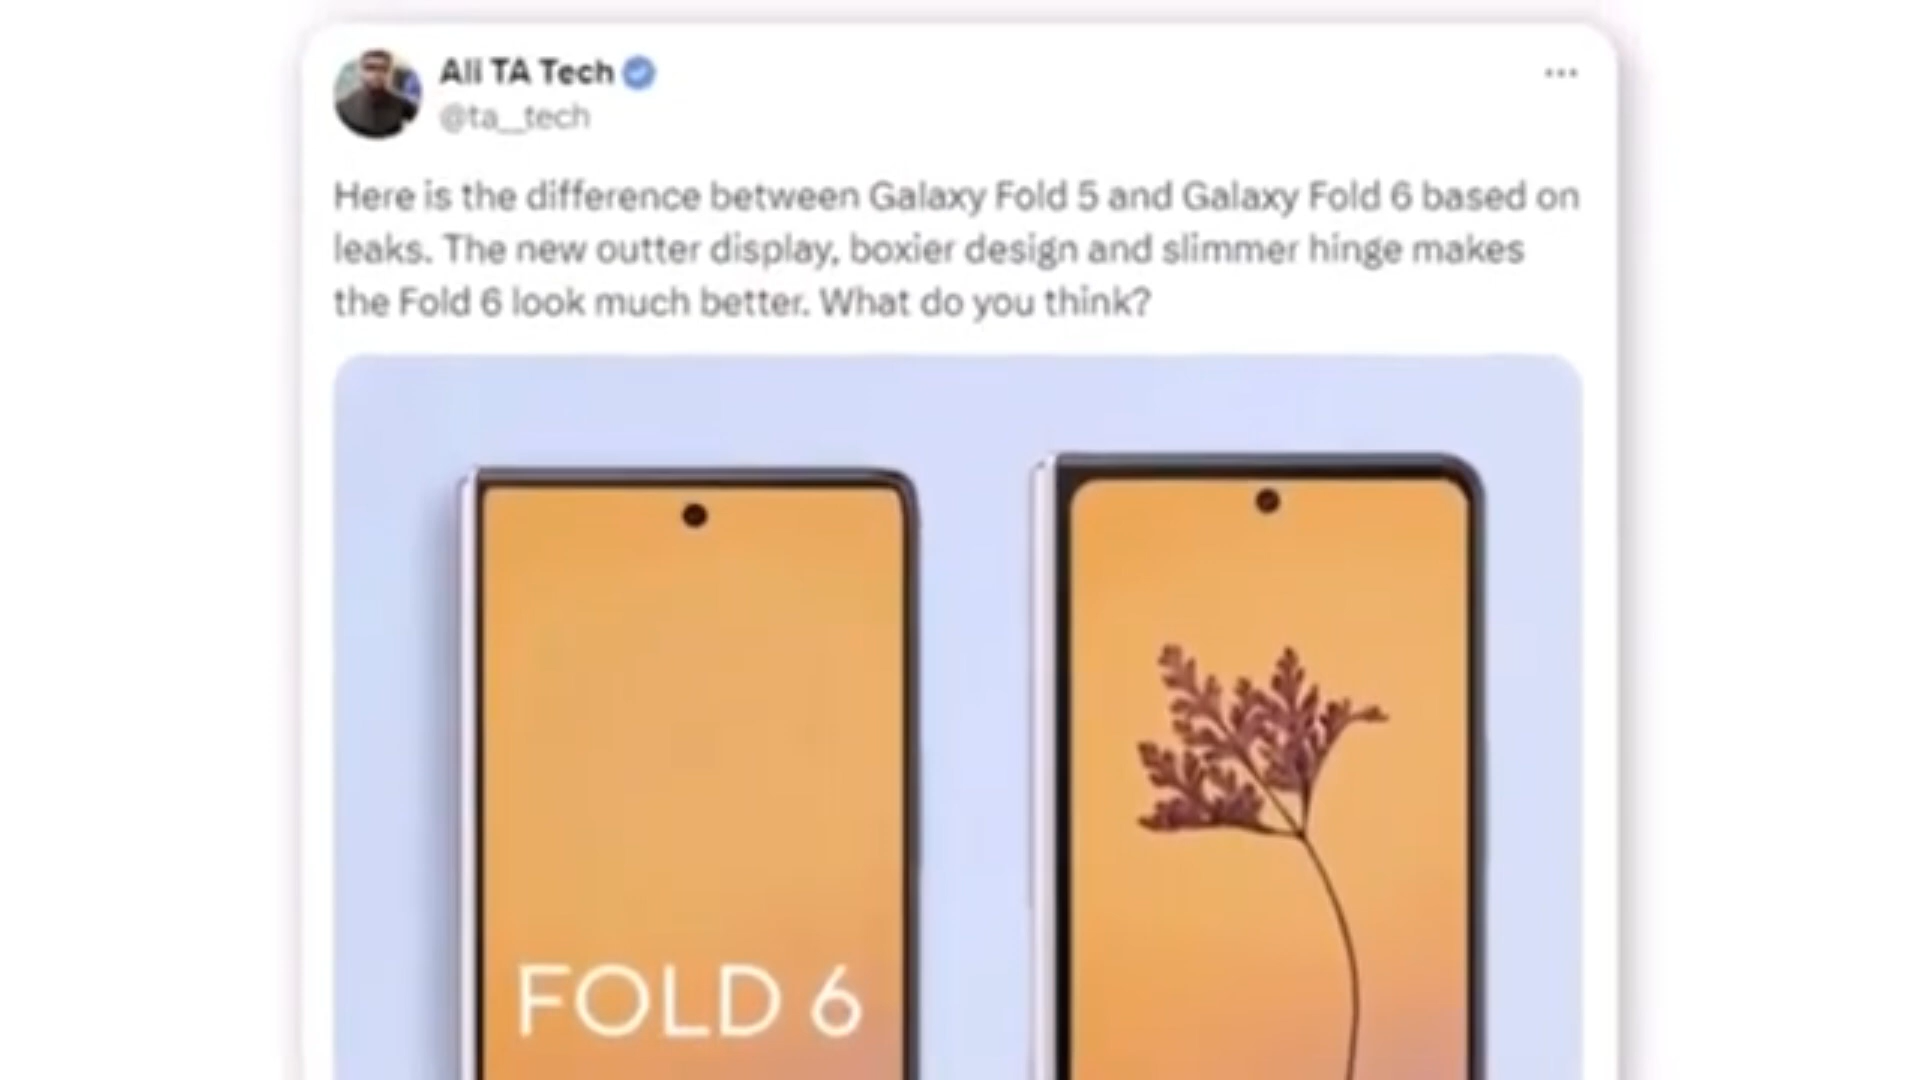 Ali TA Tech
@ta__tech
Here is the difference between Galaxy Fold 5 and Galaxy Fold 6 based on
leaks. The new outter display, boxier design and slimmer hinge makes
the Fold 6 look much better. What do you think?
FOLD 6